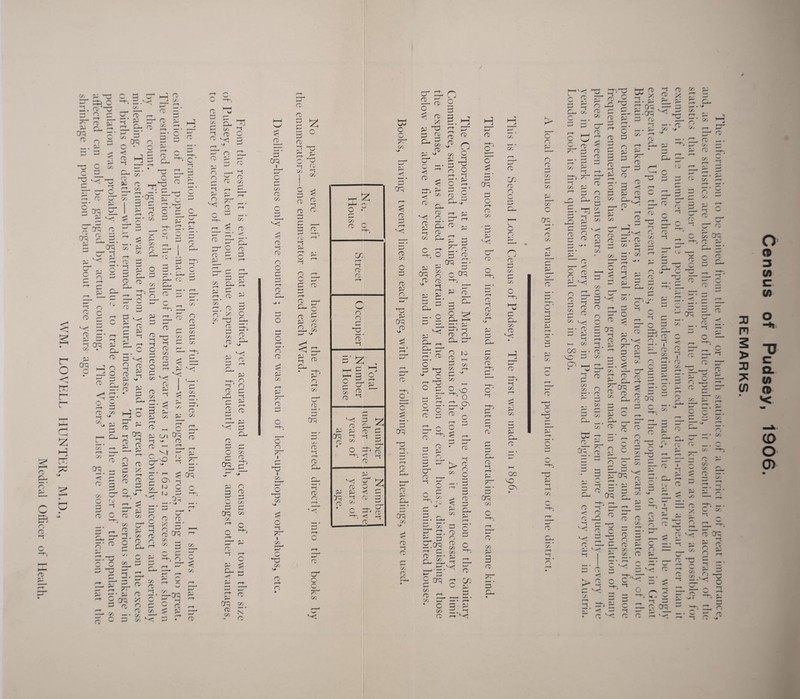 Census of Pudsey, 1906.
REMARKS.
The information to be gained from the vital or health statistics of a district is of great importance,
and, as these statistics are based on the number of the population, it is essential for the accuracy of the
statistics that the number of people living in the place should be known as exactly as possible; for
example, if the number of the population is over-estimated, the death-rate will appear better than it
really is, and on the other hand, if an under-estimation is made, the death-rate will be wrongly
exaggerated. Up to the present a census, or official counting of the population, of each locality in Great
Britain is taken every ten years; and for the years between the census years an estimate only of the
population can be made. This interval is now acknowledged to be too long and the necessity for more
frequent enumerations has been shown by the great mistakes made in calculating the population of many
places between the census years. In some countries the census is taken more frequently—every five
years in Denmark and France; every three years in Prussia and Belgium, and every year in Austria.
London took its first quinquennial local census in 1896.
A local census also gives valuable information as to the population of parts of the district.
This is the Second Local Census of Pudsey. The first was made in 1896.
The following notes may be of interest, and useful for future undertakings of the same kind.
The Corporation, at a meeting held March 21st, 1906, on the recommendation of the Sanitary
Committee, sanctioned the taking of a modified census of the town. As it was necessary to limit
the expense, it was decided to ascertain only the population of each house, distinguishing those
below and above five years of age, and in addition, to note the number of uninhabited houses.
Books, having twenty lines on each page, with the following printed headings, were used.
No. of House
Street
Occupier
Total Number in House
Number under five years of age.
Number above five years of age.
No papers were left at the houses, the facts being inserted directly into the books by
the enumerators—one enumerator counted each Ward.
Dwelling-houses only were counted; no notice was taken of lock-up-shops, work-shops, etc.
From the result it is evident that a modified, yet accurate and useful, census of a town the size
of Pudsey, can be taken without undue expense, and frequently enough, amongst other advantages,
to ensure the accuracy of the health statistics.
The information obtained from this census fully justifies the taking of it. It shows that the
estimation of the population—made in the usual way—was altogether wrong, being much too great.
The estimated population for the middle of the present year was 15,179, 1622 in excess of that shown
by the count. Figures based on such an erroneous estimate are obviously incorrect and seriously
misleading. This estimation was made from year to year, and to a great extent, was based on the excess
of births over deaths—what is termed the natural increase. The real cause of the serious shrinkage in
population was probably emigration due to trade conditions, and the number of the population so
affected can only be gauged by actual counting. The Voters' Lists give some indication that the
shrinkage in population began about three years ago.
WM. LOVELL HUNTER, M.D.,
Medical Officer of Health.